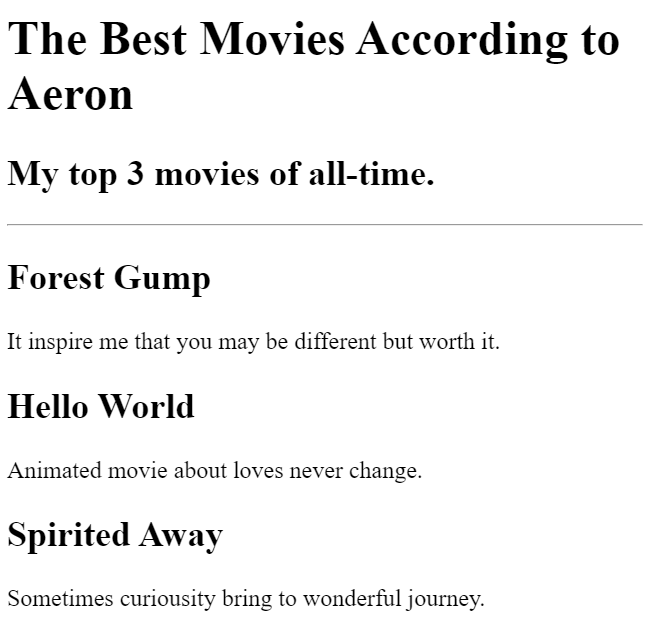 The Best Movies According to
Aeron
My top 3 movies of all-time.
Forest Gump
It inspire me that you may be different but worth it.
Hello World
Animated movie about loves never change.
Spirited Away
Sometimes curiousity bring to wonderful journey.